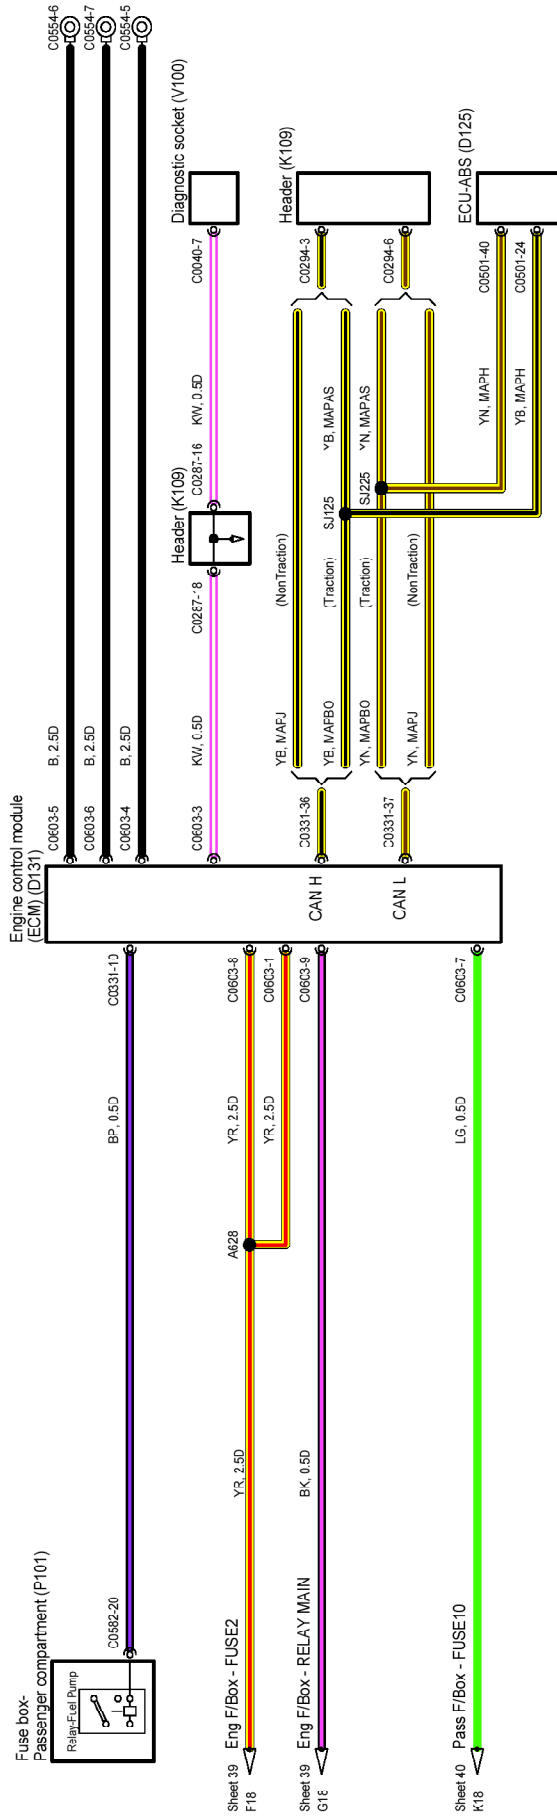 Fuse box-
Passenger compartment (P101)
Relay-Fuel Pump
C0582-20
BP, 0.5D
C0331-10
Engine control module
(ECM) (D131)
C0603-5
B, 2.5D
C0554-6
C0603-6
B, 2.5D
C0554-7
C0603-4
B, 2.5D
C0554-5
C0603-3
KW, 0.5D
C0287-18
Header (K109)
C0287-16
KW, 0.5D
C0040-7
Diagnostic socket (V100)
Sheet 39
F18
Eng F/Box - FUSE2
YR, 2.5D
A628
YR, 2.5D
C0603-8
YR, 2.5D
C0603-1
Sheet 39
G18
Eng F/Box - RELAY MAIN
BK, 0.5D
C0603-9
CAN H
C0331-36
YB, MAPJ
(NonTraction)
YB, MAPBO
(Traction)
SJ125
YB, MAPAS
C0294-3
Header (K109)
CAN L
C0331-37
YN, MAPBO
(Traction)
SJ225
YN, MAPAS
YN, MAPJ
(NonTraction)
C0294-6
ECU-ABS (D125)
YN, MAPH
C0501-40
YB, MAPH
C0501-24
Sheet 40
K18
Pass F/Box - FUSE10
LG, 0.5D
C0603-7